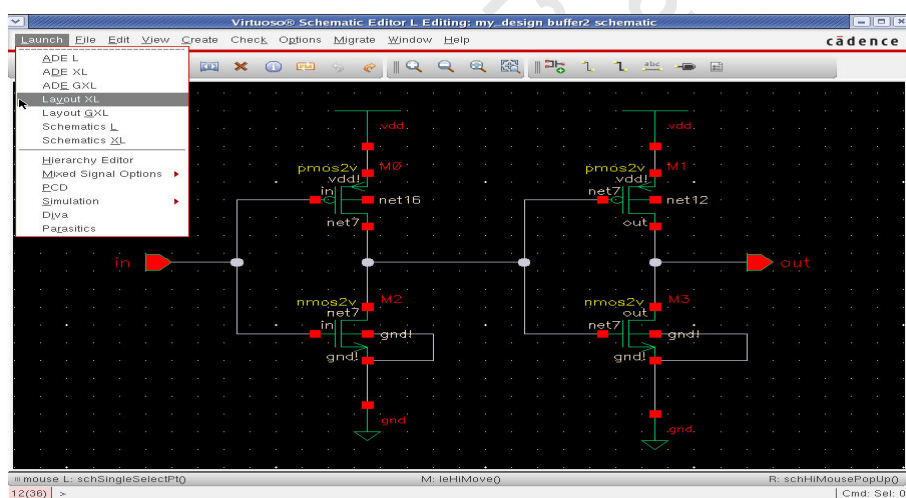 Virtuoso® Schematic Editor L Editing: my_design buffer2 schematic
Launch File Edit View Create Check Options Migrate Window Help
cādence
ADE L
ADE XL
ADE GXL
Layout XL
Layout GXL
Schematics L
Schematics XL
Hierarchy Editor
Mixed Signal Options
PCD
Simulation
Diva
Parasitics
abc
vdd
vdd
pmos2v M0
vdd!
in
net16
net7
pmos2v M1
vdd!
net7
net12
out
in
out
nmos2v M2
net7
in
gnd!
gnd!
nmos2v M3
out
net7
gnd!
gnd!
gnd
gnd
mouse L: schSingleSelectPt() M: leHiMove() R: schHiMousePopUp()
12(36) > Cmd: Sel: 0